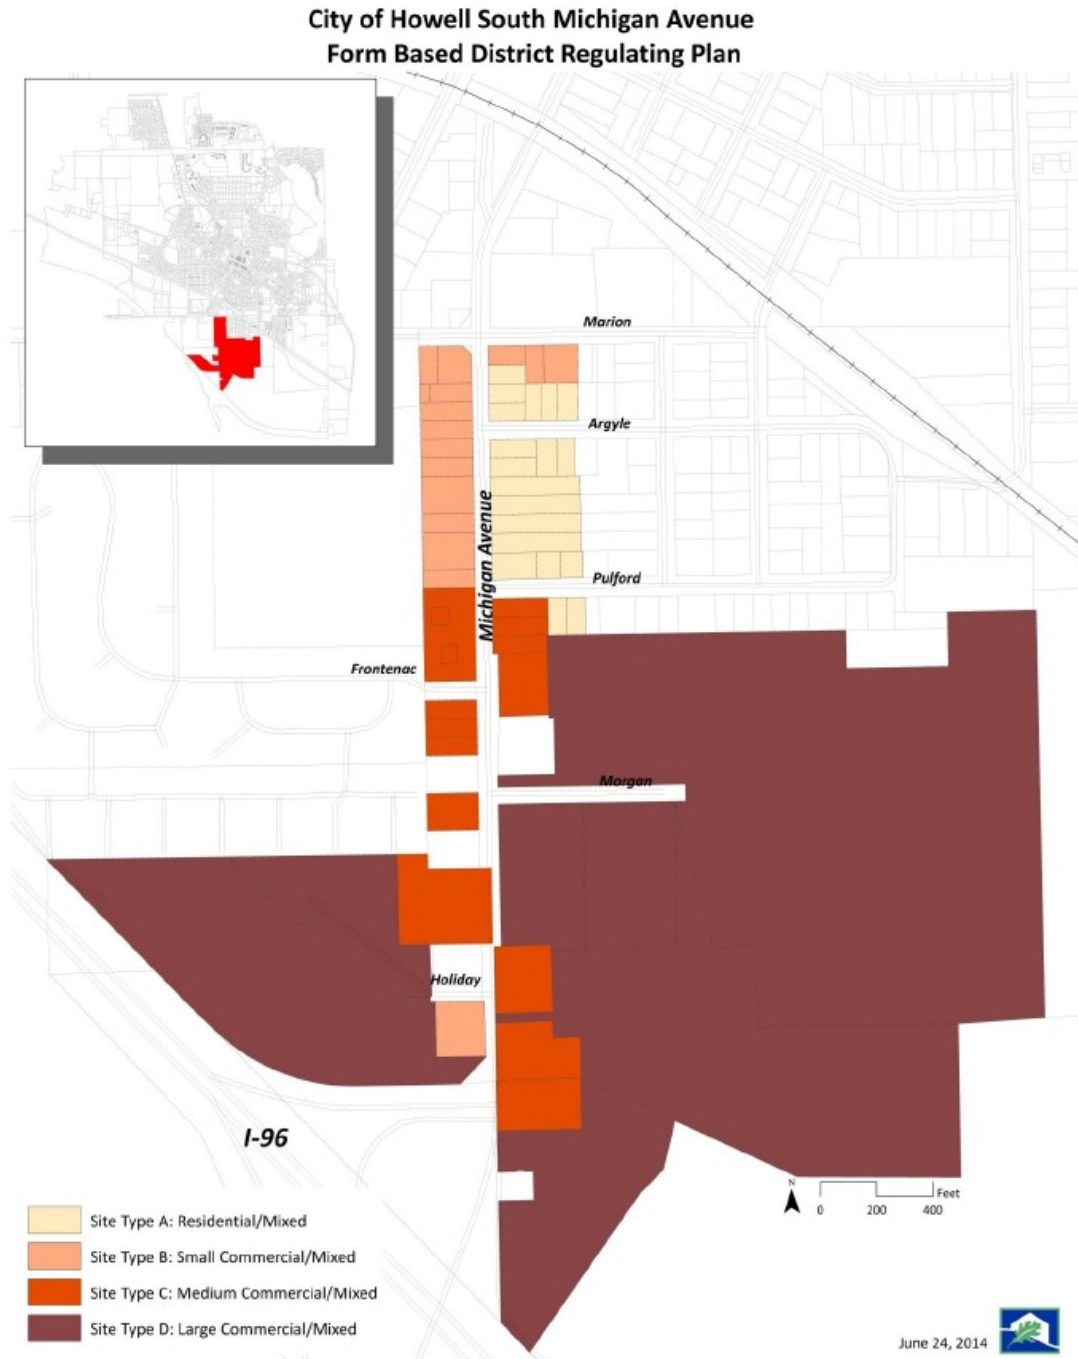 City of Howell South Michigan Avenue
Form Based District Regulating Plan
Marion
Argyle
Michigan Avenue
Pulford
Frontenac
Morgan
Holiday
I-96
N
Feet
0 200 400
Site Type A: Residential/Mixed
Site Type B: Small Commercial/Mixed
Site Type C: Medium Commercial/Mixed
Site Type D: Large Commercial/Mixed
June 24, 2014